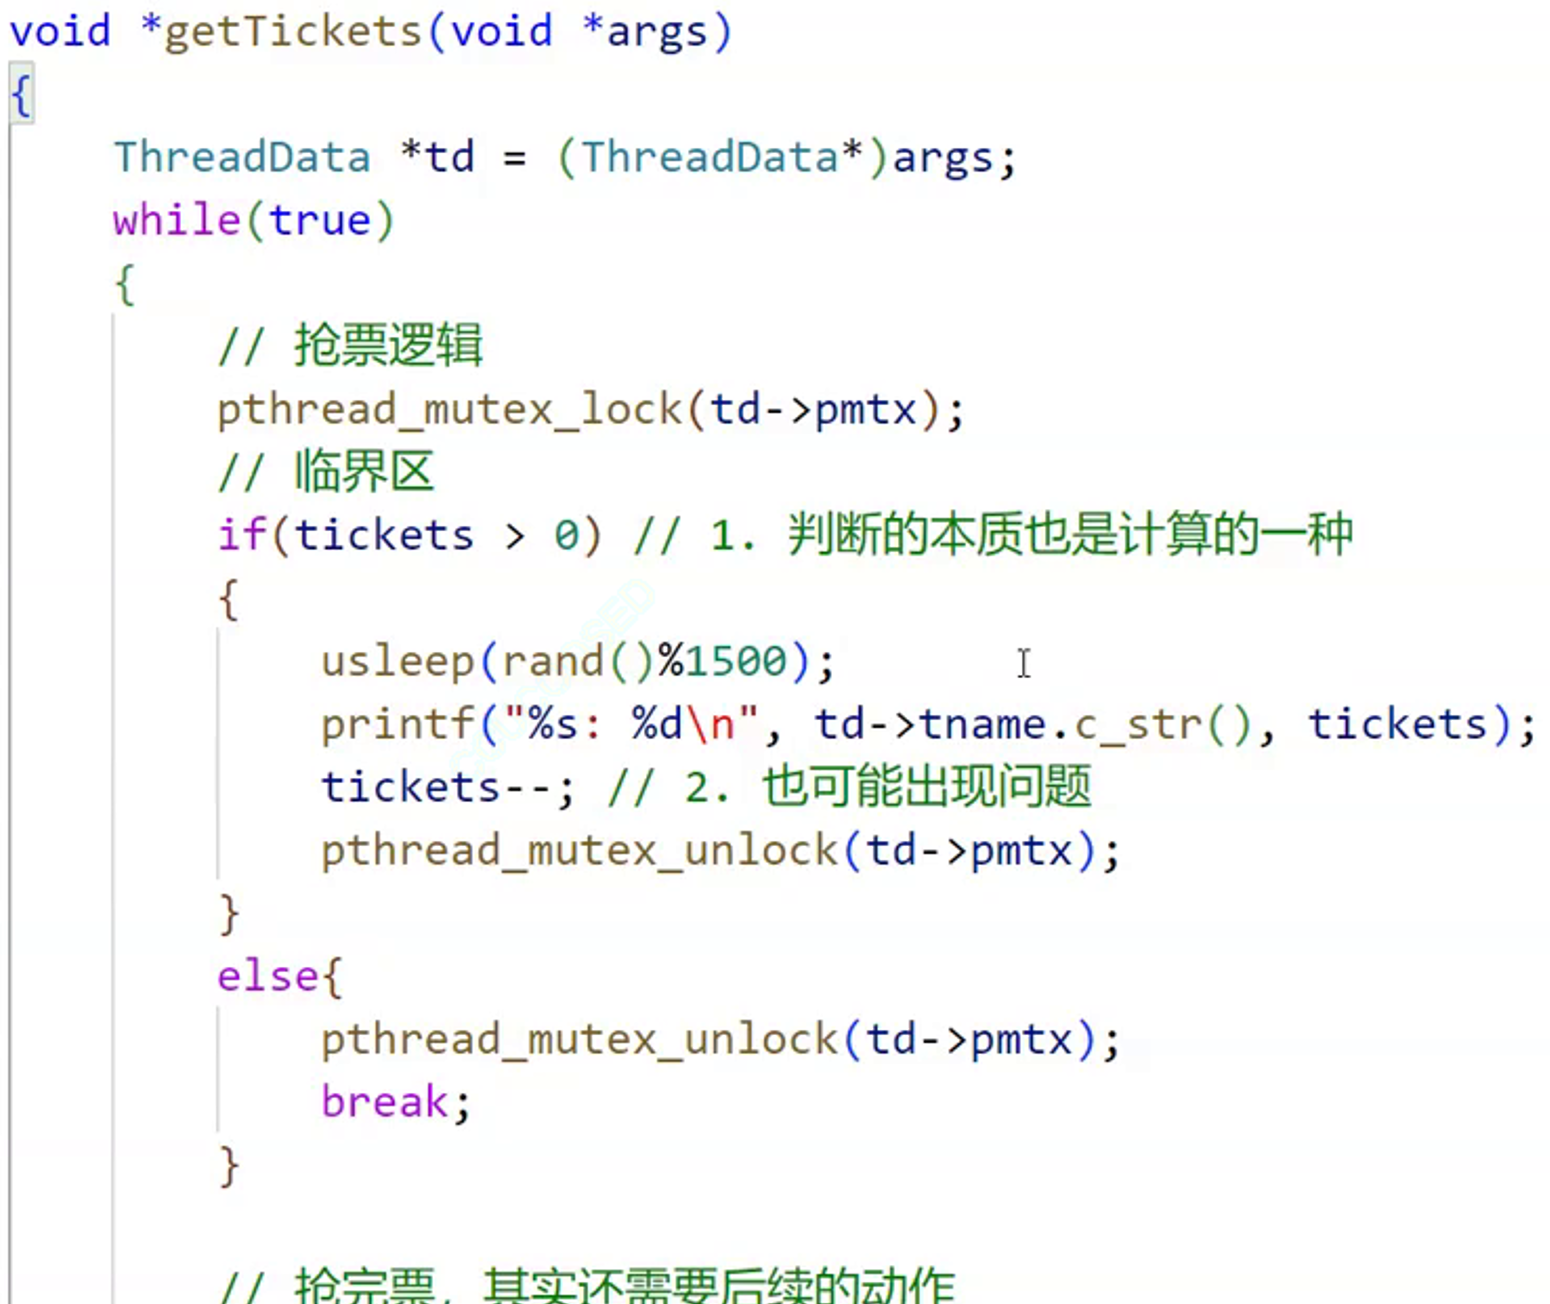 void *getTickets(void *args)
{
    ThreadData *td = (ThreadData*)args;
    while(true)
    {
        // 抢票逻辑
        pthread_mutex_lock(td->pmtx);
        // 临界区
        if(tickets > 0) // 1. 判断的本质也是计算的一种
        {
            usleep(rand()%1500);
            printf("%s: %d\n", td->tname.c_str(), tickets);
            tickets--; // 2. 也可能出现问题
            pthread_mutex_unlock(td->pmtx);
        }
        else{
            pthread_mutex_unlock(td->pmtx);
            break;
        }
        // 抢完票，其实还需要后续的动作